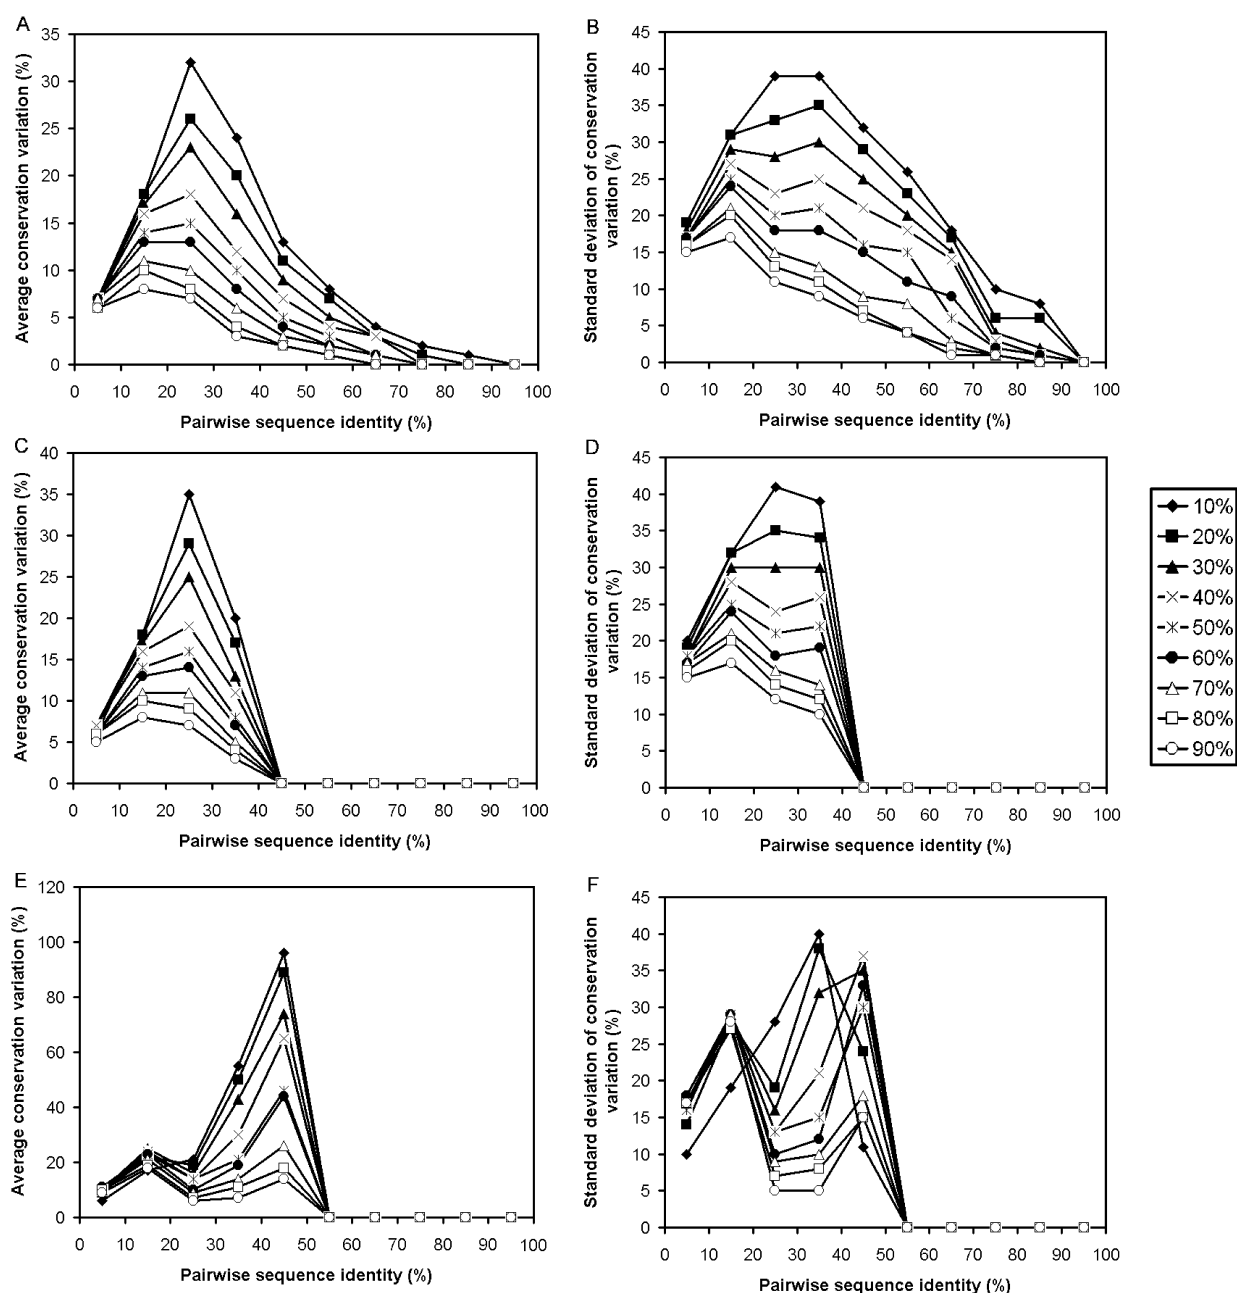 A
Average conservation variation (%)
35
30
25
20
15
10
5
0
0 10 20 30 40 50 60 70 80 90 100
Pairwise sequence identity (%)
B
Standard deviation of conservation
variation (%)
45
40
35
30
25
20
15
10
5
0
0 10 20 30 40 50 60 70 80 90 100
Pairwise sequence identity (%)
C
Average conservation variation (%)
40
35
30
25
20
15
10
5
0
0 10 20 30 40 50 60 70 80 90 100
Pairwise sequence identity (%)
D
Standard deviation of conservation
variation (%)
45
40
35
30
25
20
15
10
5
0
0 10 20 30 40 50 60 70 80 90 100
Pairwise sequence identity (%)
10%
20%
30%
40%
50%
60%
70%
80%
90%
E
Average conservation variation (%)
120
100
80
60
40
20
0
0 10 20 30 40 50 60 70 80 90 100
Pairwise sequence identity (%)
F
Standard deviation of conservation
variation (%)
45
40
35
30
25
20
15
10
5
0
0 10 20 30 40 50 60 70 80 90 100
Pairwise sequence identity (%)